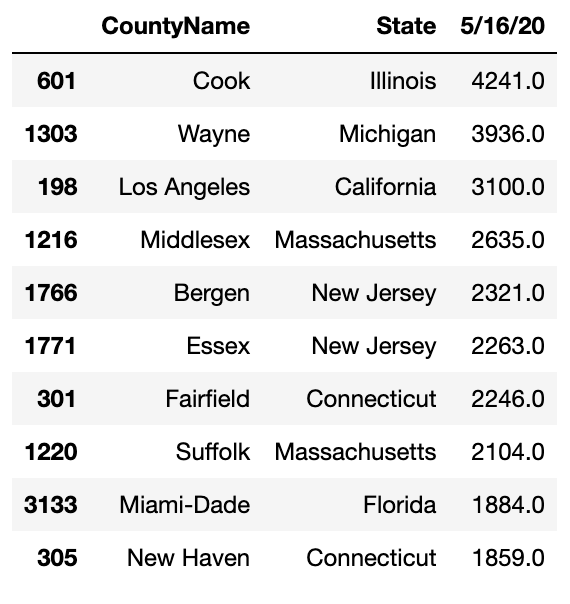 CountyName State 5/16/20
601 Cook Illinois 4241.0
1303 Wayne Michigan 3936.0
198 Los Angeles California 3100.0
1216 Middlesex Massachusetts 2635.0
1766 Bergen New Jersey 2321.0
1771 Essex New Jersey 2263.0
301 Fairfield Connecticut 2246.0
1220 Suffolk Massachusetts 2104.0
3133 Miami-Dade Florida 1884.0
305 New Haven Connecticut 1859.0